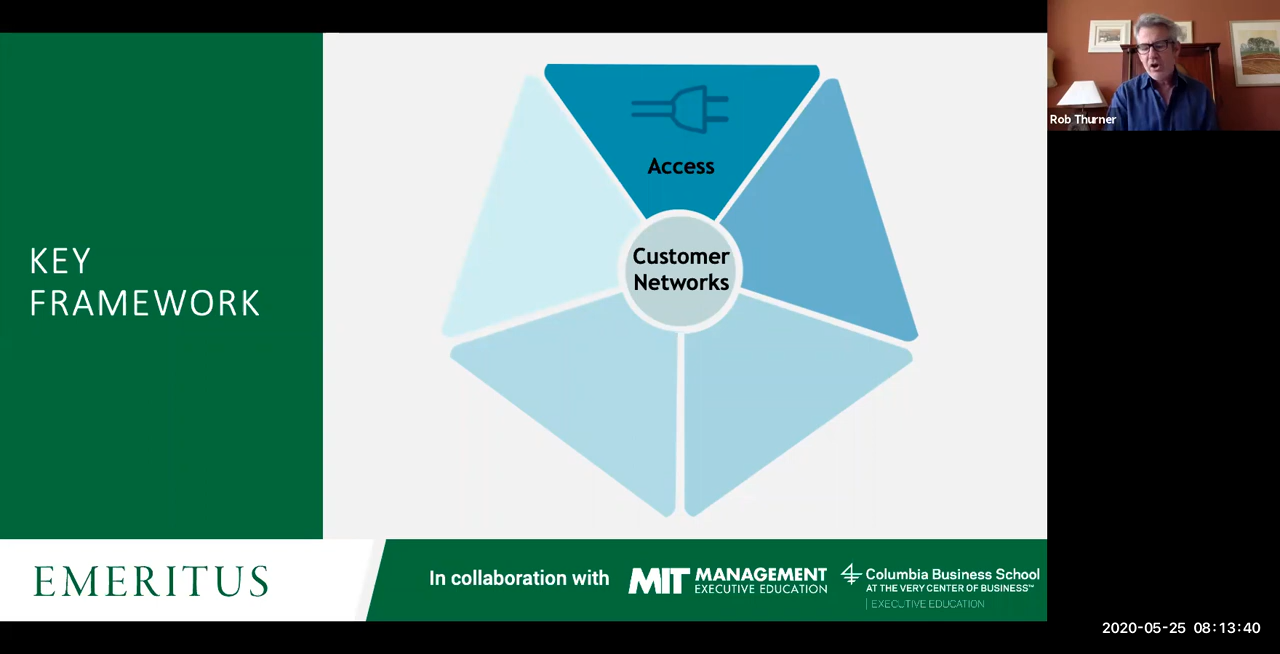 KEY
FRAMEWORK
Access
Customer
Networks
Rob Thurner
EMERITUS
In collaboration with
MIT MANAGEMENT
EXECUTIVE EDUCATION
Columbia Business School
AT THE VERY CENTER OF BUSINESS™
EXECUTIVE EDUCATION
2020-05-25 08:13:40